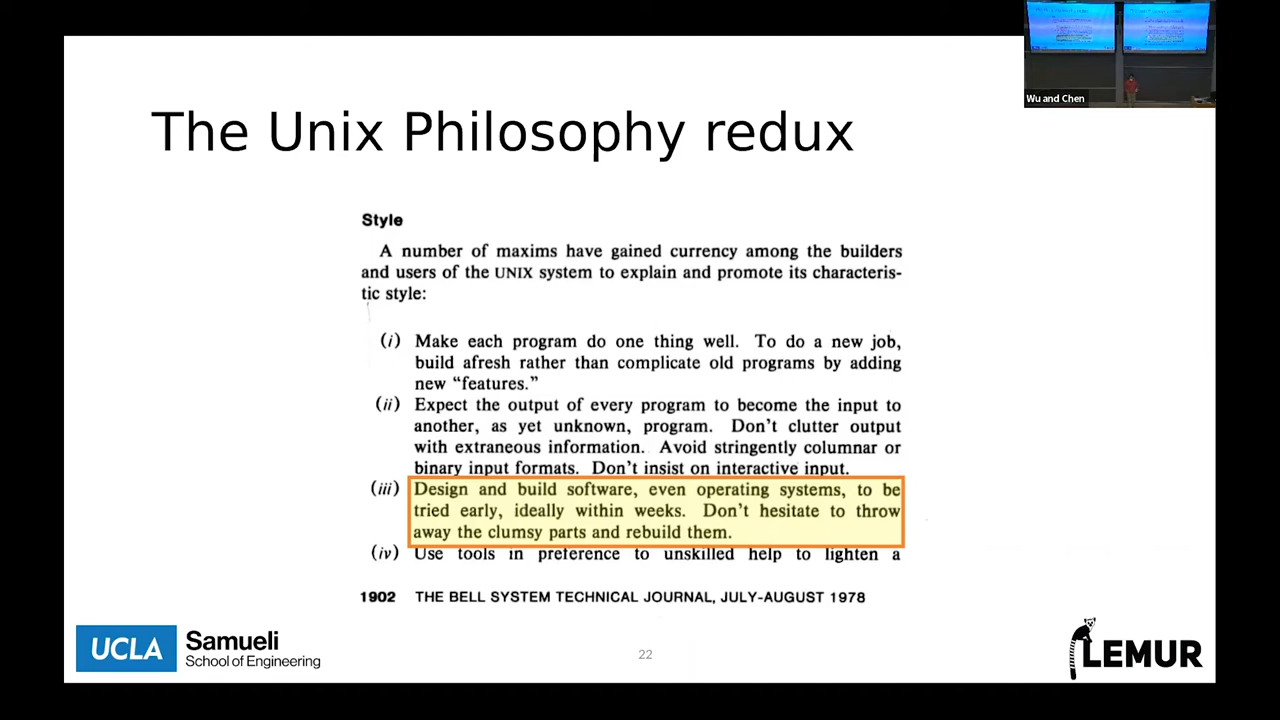 Wu and Chen
The Unix Philosophy redux
Style
A number of maxims have gained currency among the builders
and users of the UNIX system to explain and promote its characteris-
tic style:
(i) Make each program do one thing well. To do a new job,
build afresh rather than complicate old programs by adding
new “features.”
(ii) Expect the output of every program to become the input to
another, as yet unknown, program. Don’t clutter output
with extraneous information. Avoid stringently columnar or
binary input formats. Don’t insist on interactive input.
(iii) Design and build software, even operating systems, to be
tried early, ideally within weeks. Don’t hesitate to throw
away the clumsy parts and rebuild them.
(iv) Use tools in preference to unskilled help to lighten a
1902 THE BELL SYSTEM TECHNICAL JOURNAL, JULY-AUGUST 1978
UCLA Samueli
School of Engineering
22
LEMUR